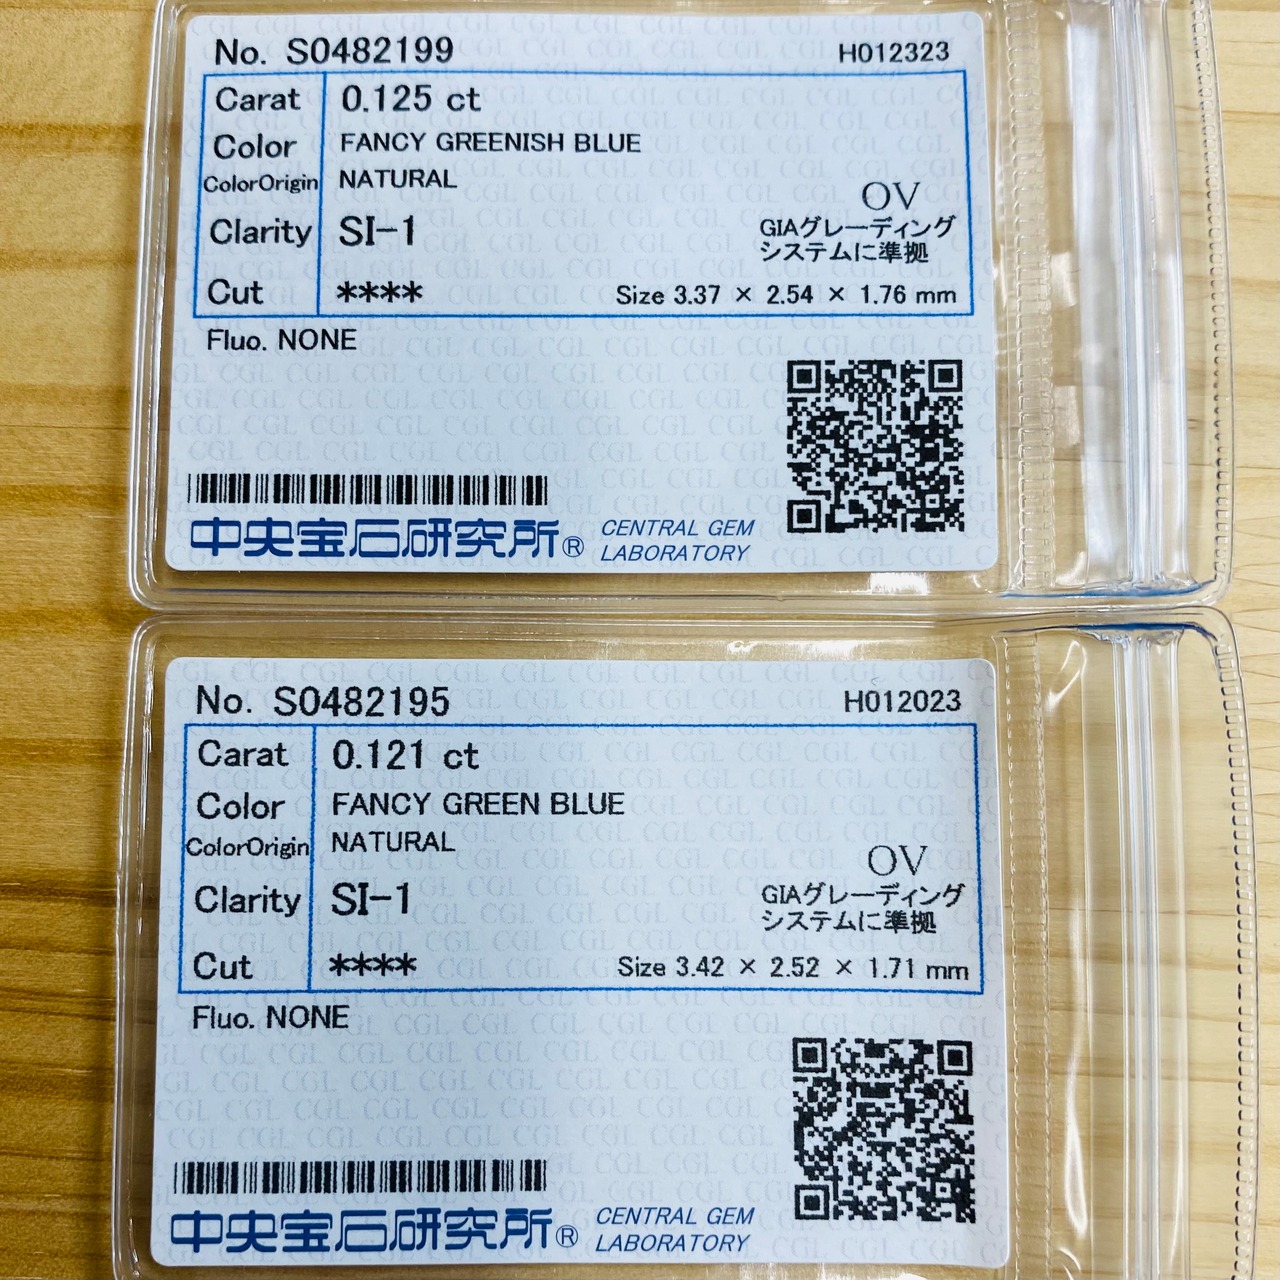 No. S0482199 H012323
Carat 0.125 ct
Color FANCY GREENISH BLUE
ColorOrigin NATURAL
OV
Clarity SI-1
GIAグレーディング
システムに準拠
Cut **** Size 3.37 × 2.54 × 1.76 mm
Fluo. NONE
中央宝石研究所® CENTRAL GEM
LABORATORY
No. S0482195 H012023
Carat 0.121 ct
Color FANCY GREEN BLUE
ColorOrigin NATURAL
OV
Clarity SI-1
GIAグレーディング
システムに準拠
Cut **** Size 3.42 × 2.52 × 1.71 mm
Fluo. NONE
中央宝石研究所® CENTRAL GEM
LABORATORY